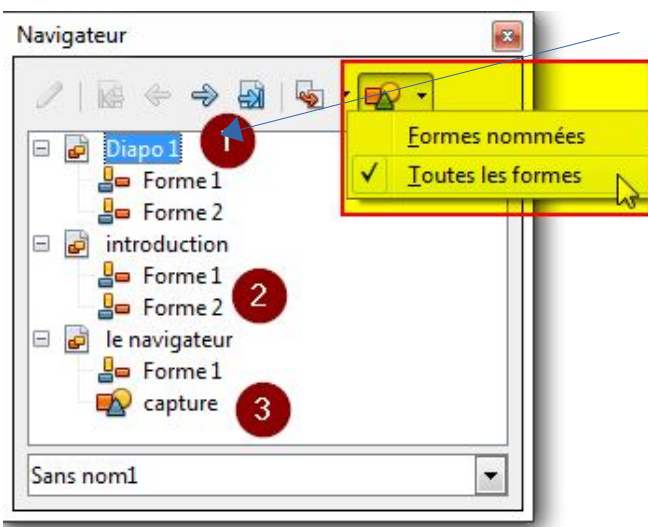 Navigateur
Formes nommées
Toutes les formes
Diapo 1
1
Forme 1
Forme 2
introduction
Forme 1
Forme 2
2
le navigateur
Forme 1
capture
3
Sans nom1